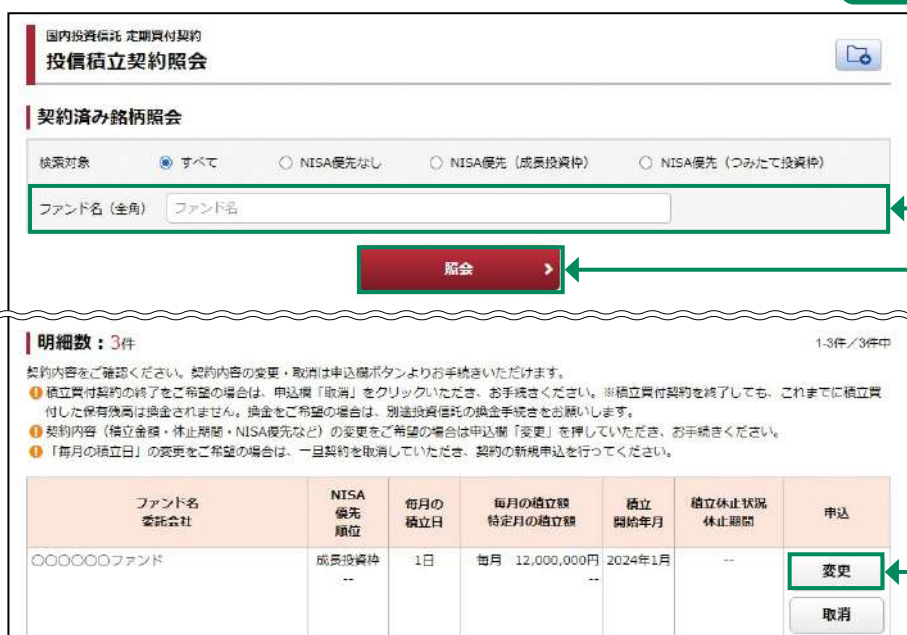 国内投資信託 定期買付契約
投信積立契約照会
契約済み銘柄照会
検索対象 すべて NISA優先なし NISA優先（成長投資枠） NISA優先（つみたて投資枠）
ファンド名（全角） ファンド名
照会
明細数：3件 1-3件／3件中
契約内容をご確認ください。契約内容の変更・取消は申込欄ボタンよりお手続きいただけます。
積立買付契約の終了をご希望の場合は、申込欄「取消」をクリックいただき、お手続きください。※積立買付契約を終了しても、これまでに積立買
付した保有残高は換金されません。換金をご希望の場合は、別途投資信託の換金手続きをお願いします。
契約内容（積立金額・休止期間・NISA優先など）の変更をご希望の場合は申込欄「変更」を押していただき、お手続きください。
「毎月の積立日」の変更をご希望の場合は、一旦契約を取消していただき、契約の新規申込を行ってください。
ファンド名
委託会社
NISA
優先
順位
毎月の
積立日
毎月の積立額
特定月の積立額
積立
開始年月
積立休止状況
休止期間
申込
○○○○○○ファンド 成長投資枠 1日 毎月 12,000,000円 2024年1月 -- 変更
-- --
取消